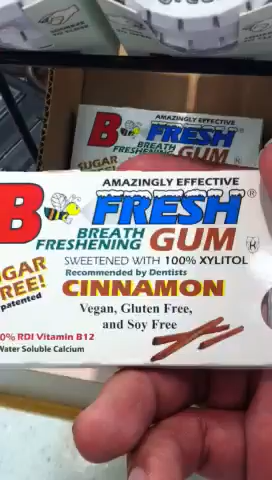 AMAZINGLY EFFECTIVE
B FRESH
BREATH
FRESHENING GUM
SUGAR
AMAZINGLY EFFECTIVE
B FRESH®
BREATH
FRESHENING GUM
K
SWEETENED WITH 100% XYLITOL
GAR
REE!
patented
Recommended by Dentists
CINNAMON
Vegan, Gluten Free,
and Soy Free
0% RDI Vitamin B12
Water Soluble Calcium